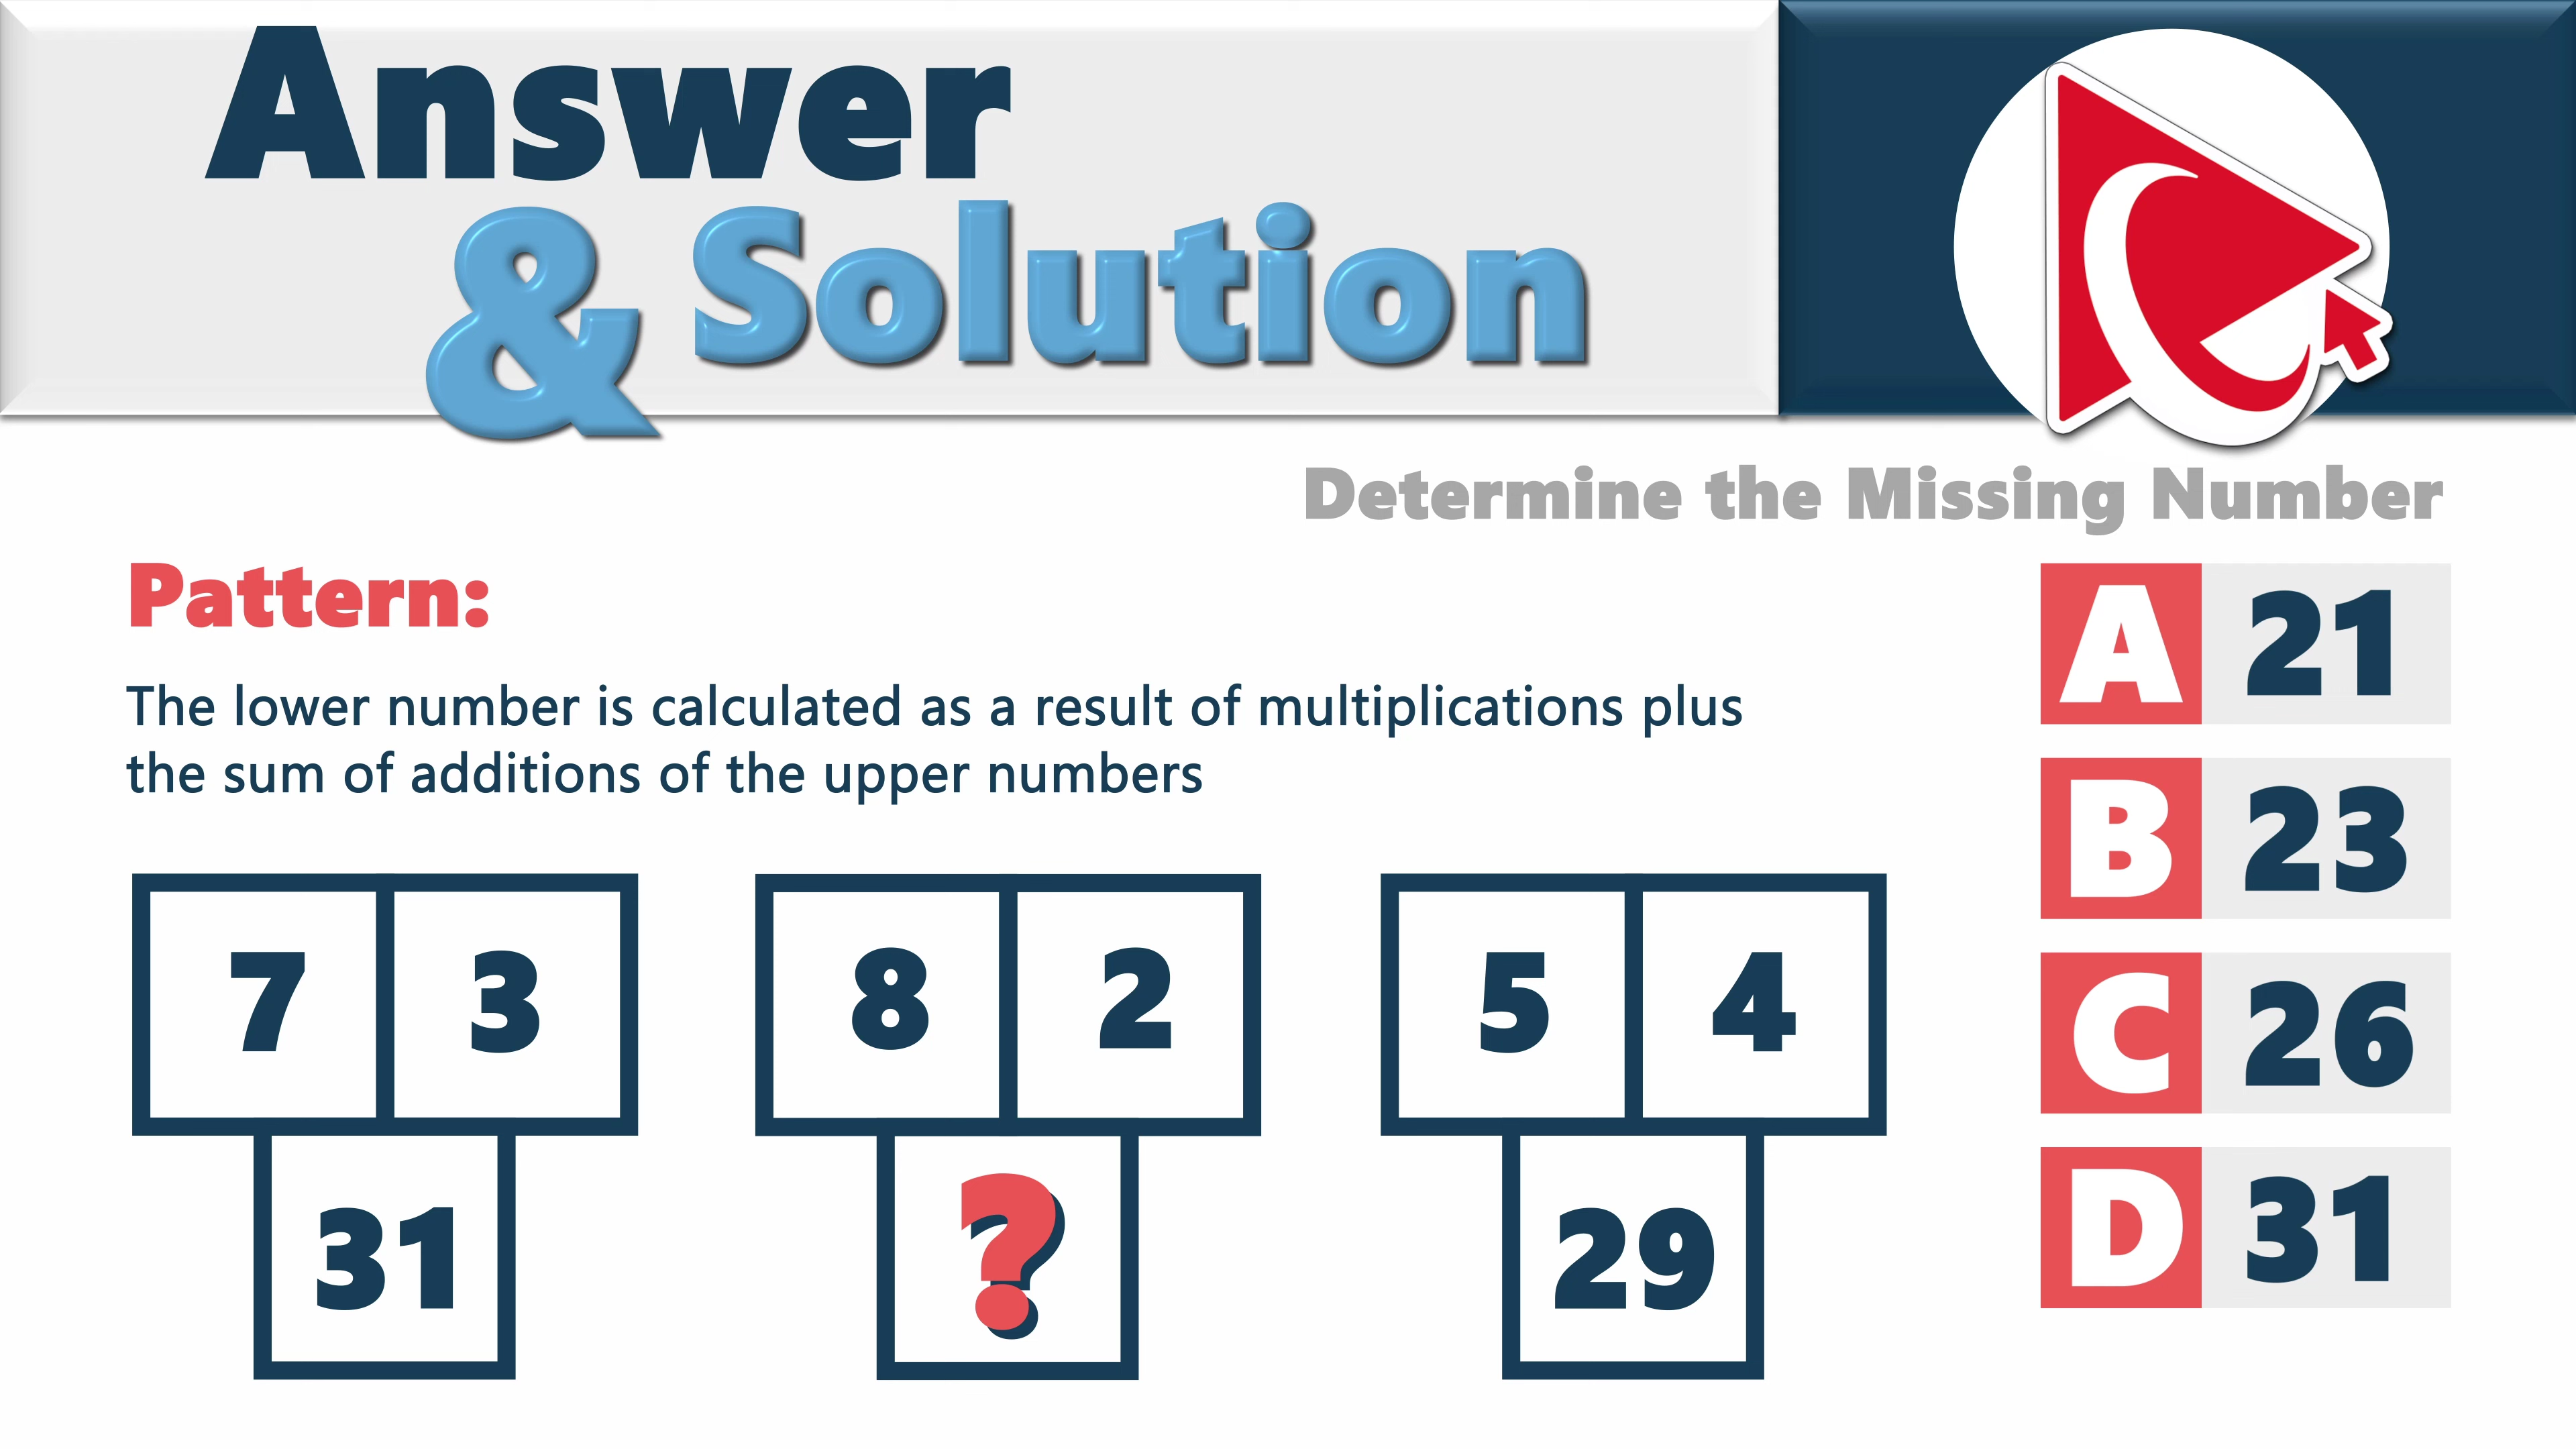 Answer
& Solution
Determine the Missing Number
Pattern:
The lower number is calculated as a result of multiplications plus
the sum of additions of the upper numbers
A 21
B 23
C 26
D 31
7 3
31
8 2
?
5 4
29